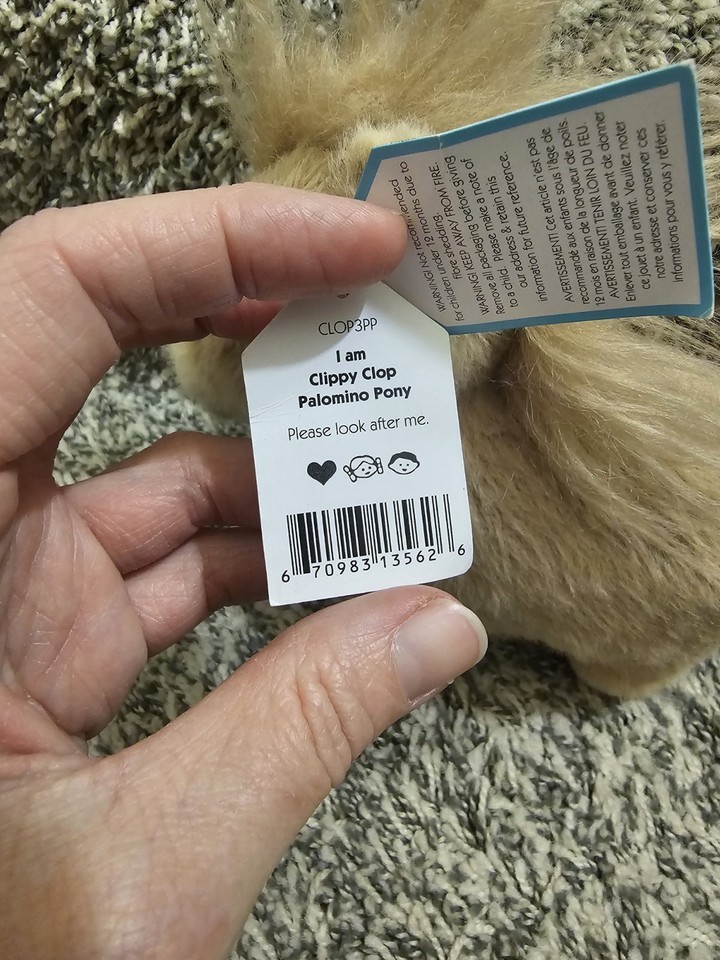 CLOP3PP
I am
Clippy Clop
Palomino Pony
Please look after me.
6 70983 13562 6
WARNING! Not recommended
for children under 12 months due to
fibre shedding.
WARNING! KEEP AWAY FROM FIRE.
Remove all packaging before giving
to a child. Please make a note of
our address & retain this
information for future reference.
AVERTISSEMENT! Cet article n'est pas
recommandé aux enfants sous l'âge de
12 mois en raison de la longueur de poils.
AVERTISSEMENT! TENIR LOIN DU FEU.
Enlever tout emballage avant de donner
ce jouet à un enfant. Veuillez noter
notre adresse et conserver ces
informations pour vous y référer.